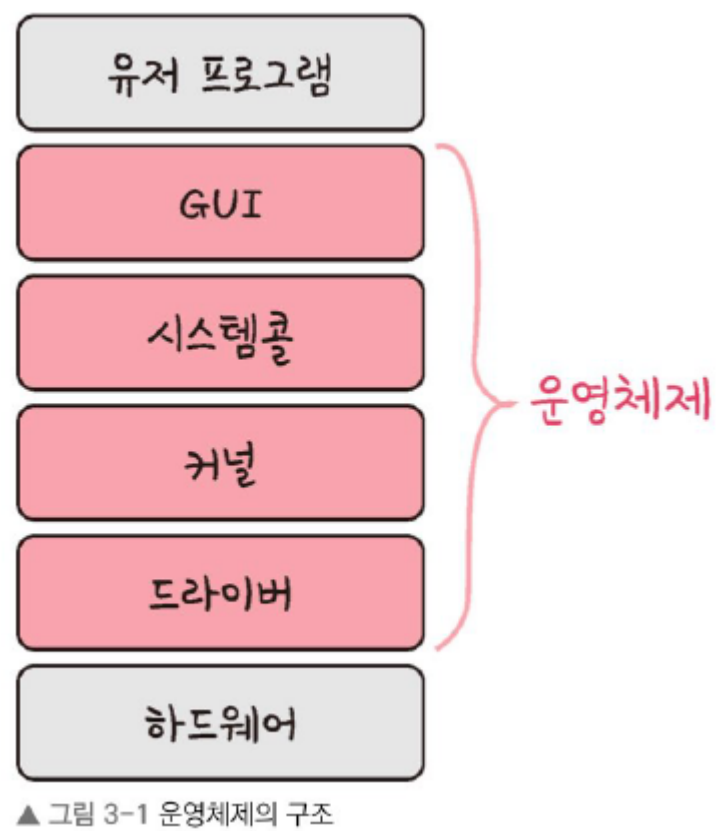 유저 프로그램
GUI
시스템콜
커널
드라이버
하드웨어
운영체제
▲ 그림 3-1 운영체제의 구조